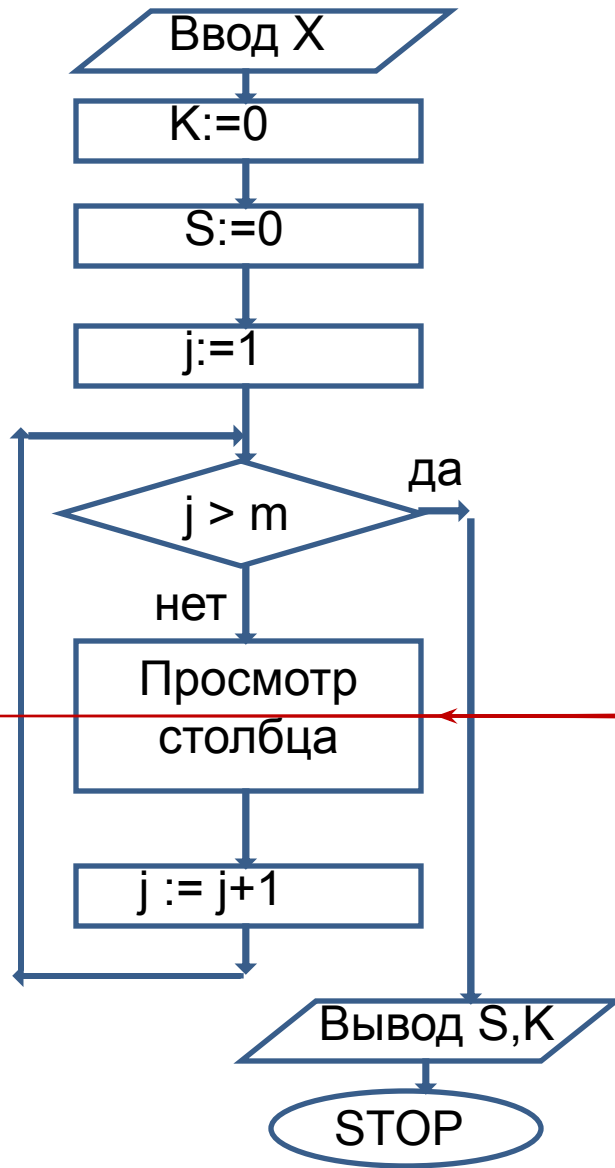 Ввод X
K:=0
S:=0
j:=1
да
j > m
нет
Просмотр
столбца
j := j+1
Вывод S,K
STOP